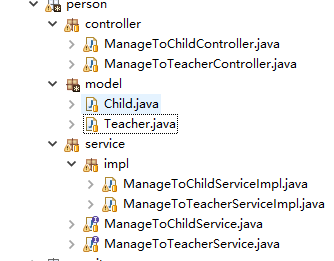 person
controller
ManageToChildController.java
ManageToTeacherController.java
model
Child.java
Teacher.java
service
impl
ManageToChildServiceImpl.java
ManageToTeacherServiceImpl.java
ManageToChildService.java
ManageToTeacherService.java